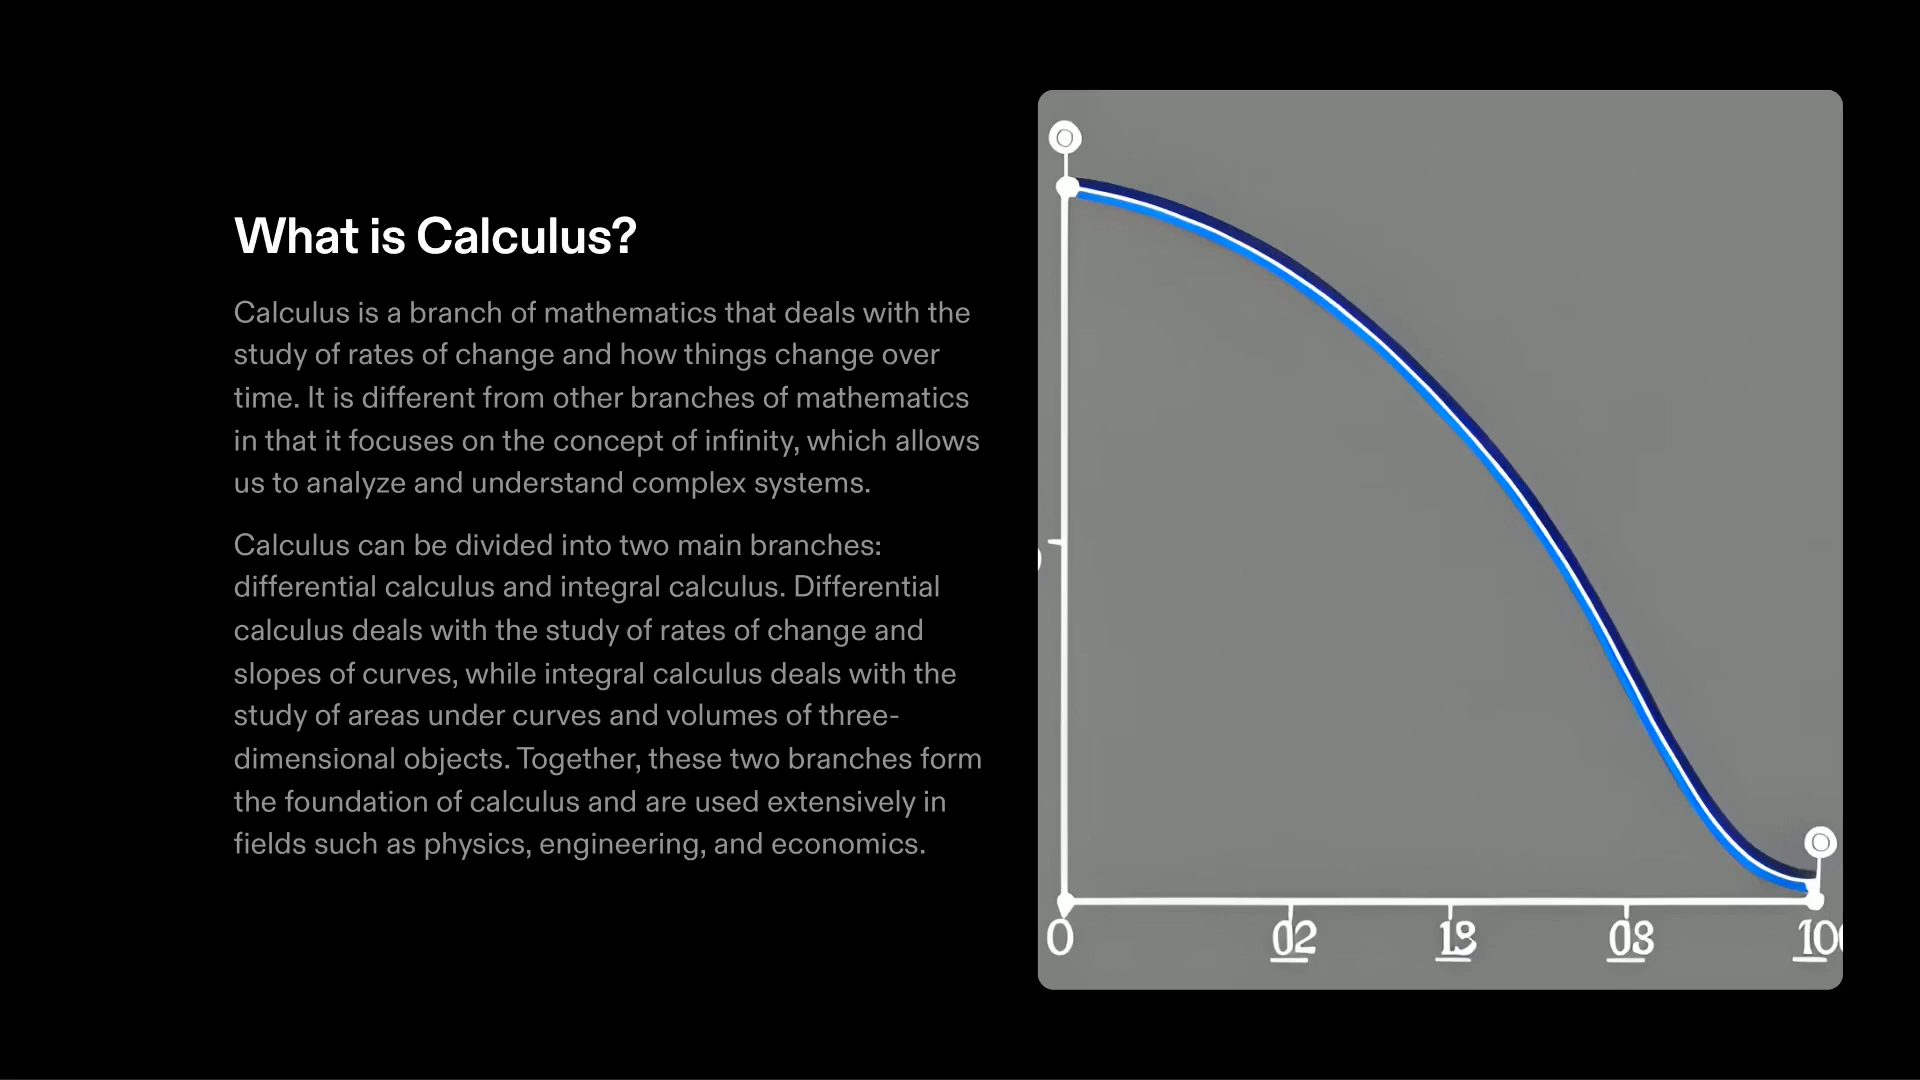 What is Calculus?
Calculus is a branch of mathematics that deals with the
study of rates of change and how things change over
time. It is different from other branches of mathematics
in that it focuses on the concept of infinity, which allows
us to analyze and understand complex systems.
Calculus can be divided into two main branches:
differential calculus and integral calculus. Differential
calculus deals with the study of rates of change and
slopes of curves, while integral calculus deals with the
study of areas under curves and volumes of three-
dimensional objects. Together, these two branches form
the foundation of calculus and are used extensively in
fields such as physics, engineering, and economics.
0 02 08